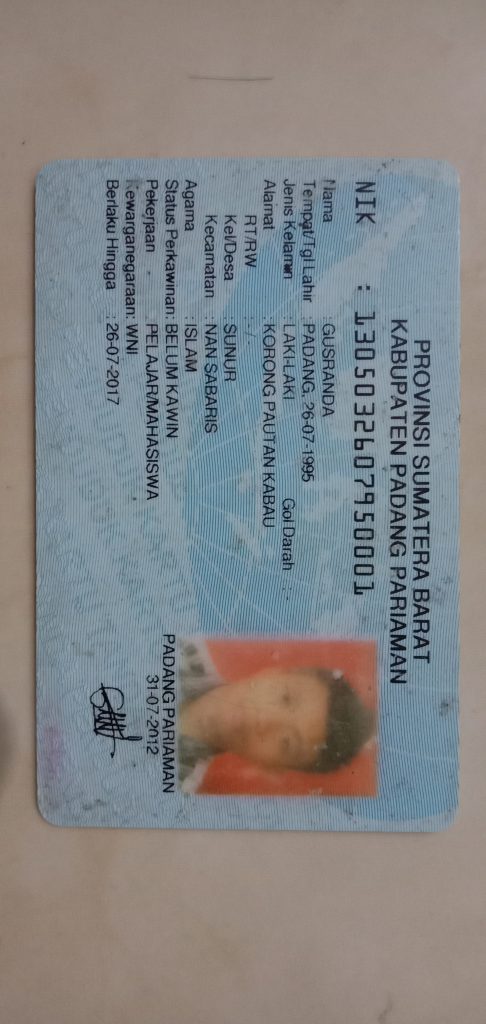 PROVINSI SUMATERA BARAT
KABUPATEN PADANG PARIAMAN
NIK : 1305032607950001
Nama : GUSRANDA
Tempat/Tgl Lahir : PADANG, 26-07-1995
Jenis Kelamin : LAKI-LAKI Gol Darah : -
Alamat : KORONG PAUTAN KABAU
RT/RW : - / -
Kel/Desa : SUNUR
Kecamatan : NAN SABARIS
Agama : ISLAM
Status Perkawinan: BELUM KAWIN
Pekerjaan : PELAJAR/MAHASISWA
Kewarganegaraan: WNI
Berlaku Hingga : 26-07-2017
PADANG PARIAMAN
31-07-2012